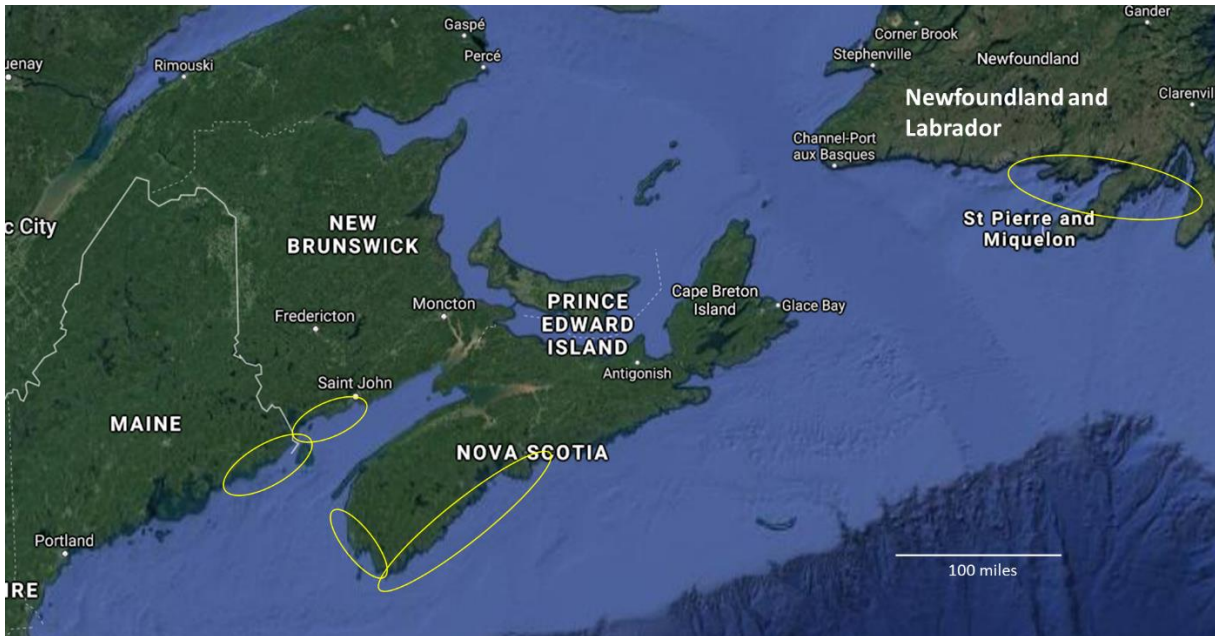 Gaspé
Percé
uenay
Rimouski
Gander
Corner Brook
Stephenville
Newfoundland
Newfoundland and
Labrador
Clarenvil
Channel-Port
aux Basques
c City
NEW
BRUNSWICK
St Pierre and
Miquelon
Fredericton
Moncton
PRINCE
EDWARD
ISLAND
Cape Breton
Island
Glace Bay
Antigonish
Saint John
MAINE
NOVA SCOTIA
Portland
IRE
100 miles